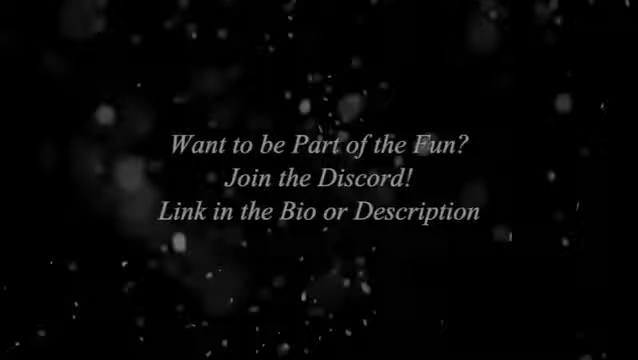 Want to be Part of the Fun?
Join the Discord!
Link in the Bio or Description